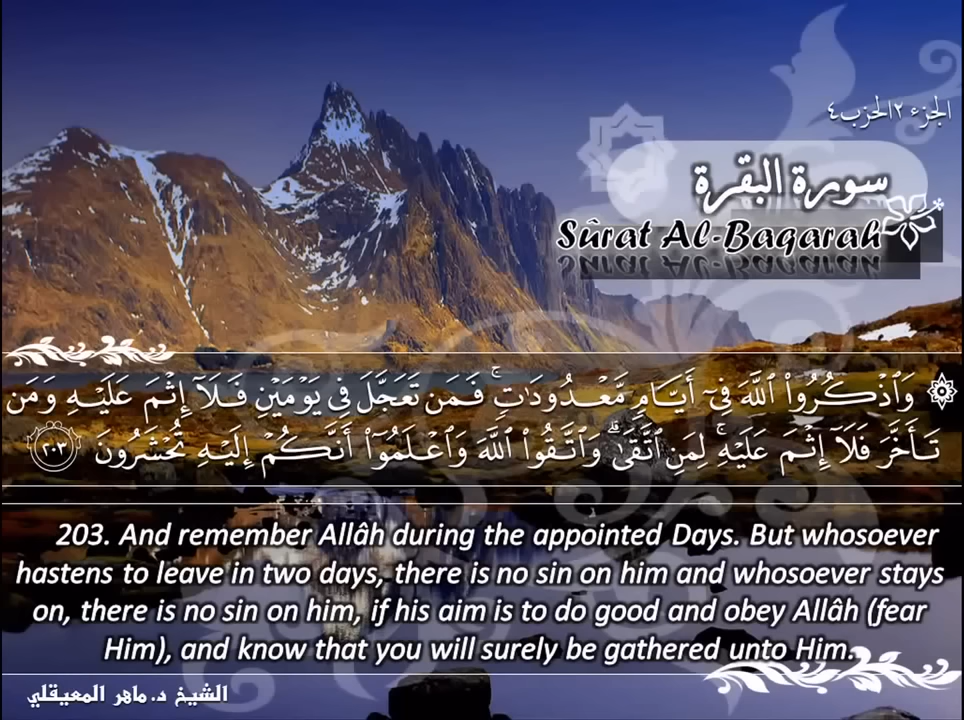 الجزء ٢ الحزب ٤
سورة البقرة
Sûrat Al-Baqarah
۞ وَٱذْكُرُوا۟ ٱللَّهَ فِىٓ أَيَّامٍ مَّعْدُودَٰتٍ ۚ فَمَن تَعَجَّلَ فِى يَوْمَيْنِ فَلَآ إِثْمَ عَلَيْهِ وَمَن
تَأَخَّرَ فَلَآ إِثْمَ عَلَيْهِ ۚ لِمَنِ ٱتَّقَىٰ ۗ وَٱتَّقُوا۟ ٱللَّهَ وَٱعْلَمُوٓا۟ أَنَّكُمْ إِلَيْهِ تُحْشَرُونَ ٢٠٣
203. And remember Allâh during the appointed Days. But whosoever
hastens to leave in two days, there is no sin on him and whosoever stays
on, there is no sin on him, if his aim is to do good and obey Allâh (fear
Him), and know that you will surely be gathered unto Him.
الشيخ د. ماهر المعيقلي